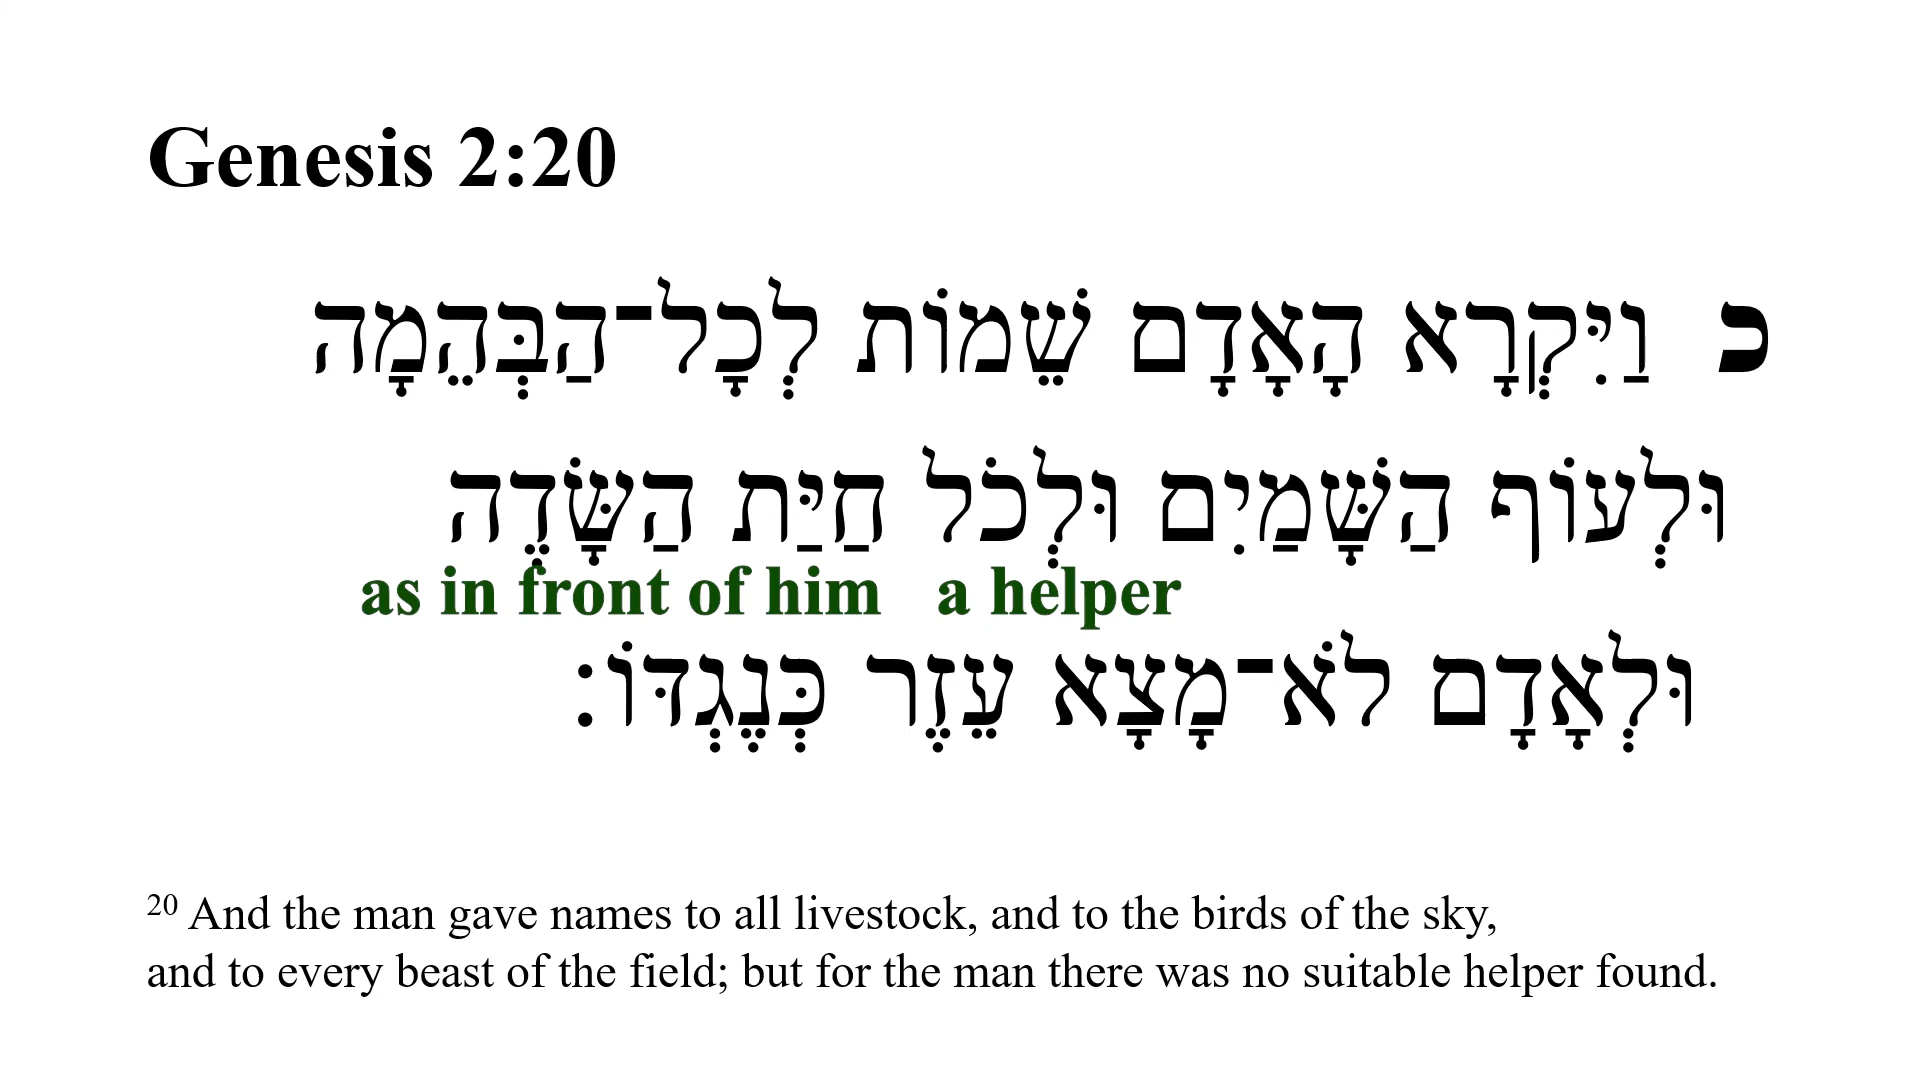 Genesis 2:20
כ וַיִּקְרָא הָאָדָם שֵׁמוֹת לְכָל־הַבְּהֵמָה
וּלְעוֹף הַשָּׁמַיִם וּלְכֹל חַיַּת הַשָּׂדֶה
as in front of him a helper
וּלְאָדָם לֹא־מָצָא עֵזֶר כְּנֶגְדּוֹ׃
20 And the man gave names to all livestock, and to the birds of the sky,
and to every beast of the field; but for the man there was no suitable helper found.